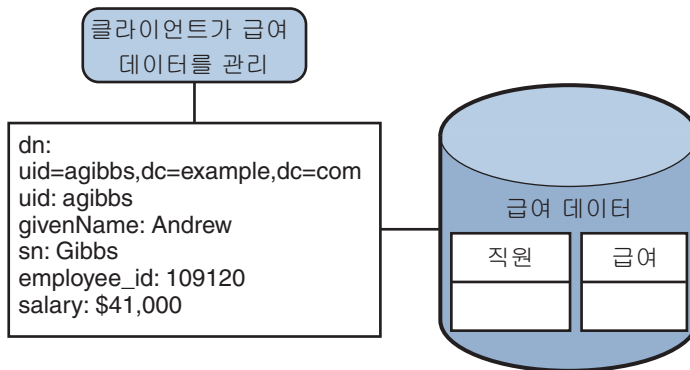 클라이언트가 급여
데이터를 관리
dn:
uid=agibbs,dc=example,dc=com
uid: agibbs
givenName: Andrew
sn: Gibbs
employee_id: 109120
salary: $41,000
급여 데이터
직원
급여